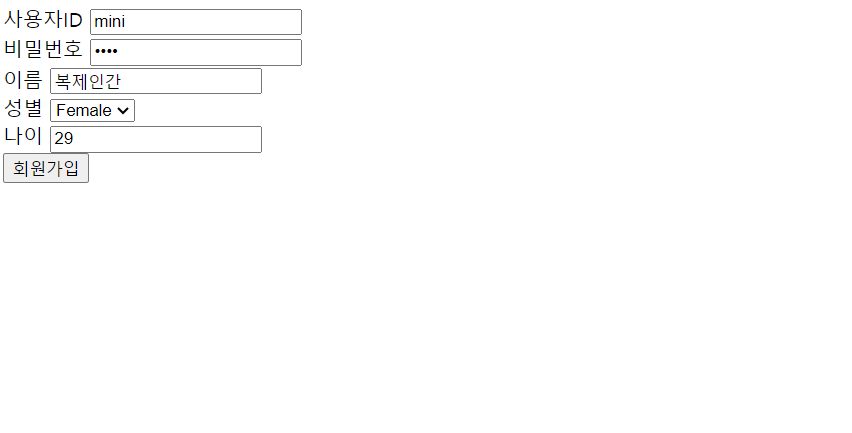 사용자ID mini
비밀번호 ••••
이름 복제인간
성별 Female
나이 29
회원가입